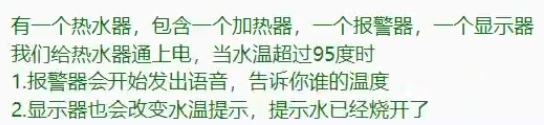 有一个热水器，包含一个加热器，一个报警器，一个显示器
我们给热水器通上电，当水温超过95度时
1.报警器会开始发出语音，告诉你谁的温度
2.显示器也会改变水温提示，提示水已经烧开了